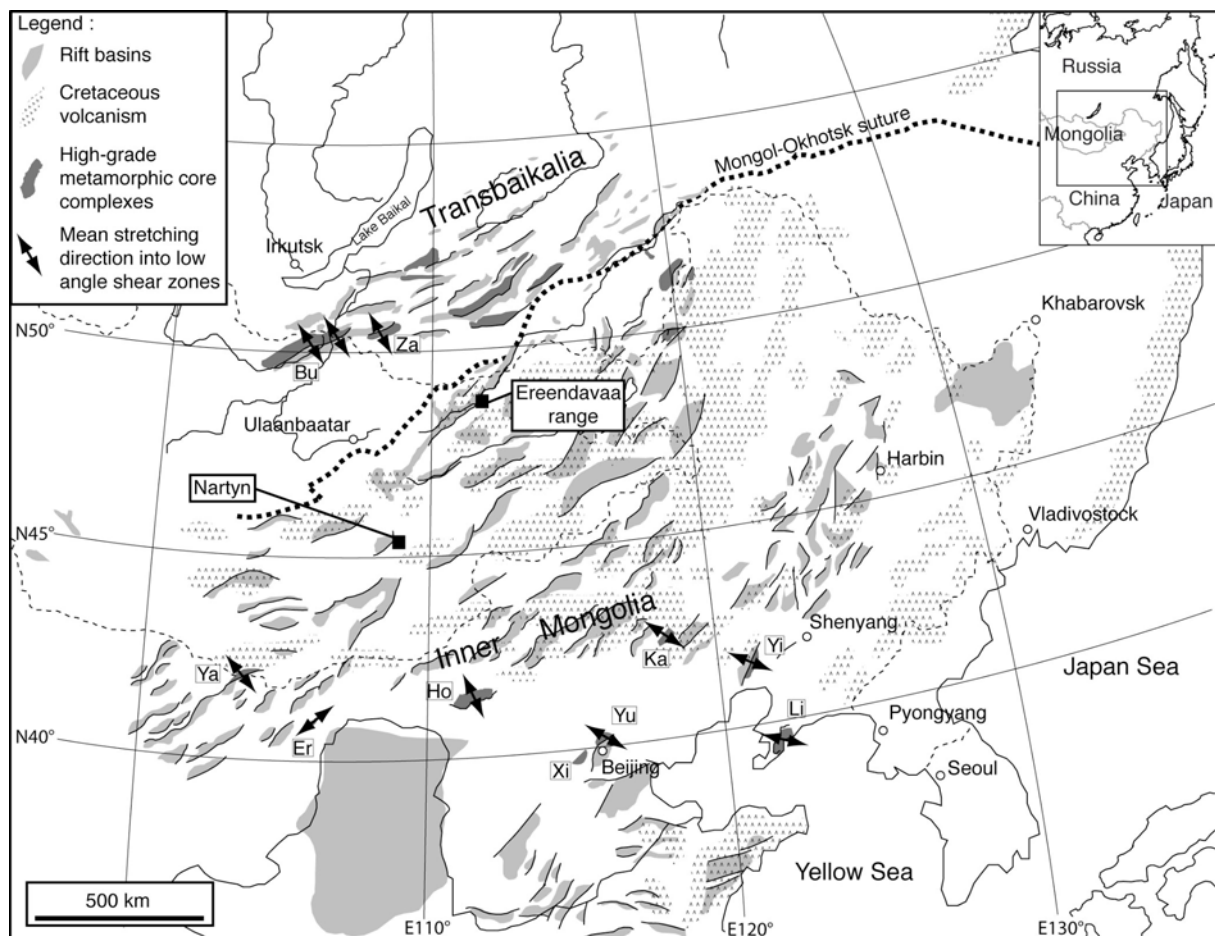 Legend :
Rift basins
Cretaceous
volcanism
High-grade
metamorphic core
complexes
Mean stretching
direction into low
angle shear zones
Russia
Mongolia
China
Japan
Mongol-Okhotsk suture
Transbaikalia
Lake Baikal
Irkutsk
Khabarovsk
N50°
Za
Bu
Ereendavaa
range
Ulaanbaatar
Harbin
Nartyn
Vladivostock
N45°
Inner Mongolia
Shenyang
Ya
Ka
Yi
Japan Sea
Ho
Li
Yu
Pyongyang
N40°
Er
Xi
Beijing
Seoul
Yellow Sea
500 km
E110°
E120°
E130°